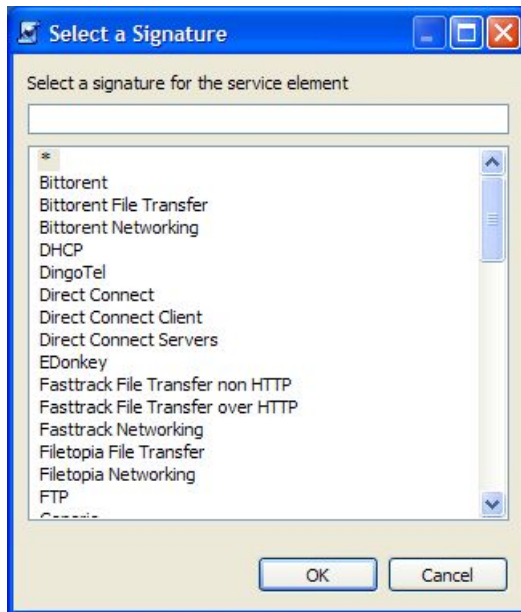 Select a Signature
Select a signature for the service element
*
Bittorent
Bittorent File Transfer
Bittorent Networking
DHCP
DingoTel
Direct Connect
Direct Connect Client
Direct Connect Servers
EDonkey
Fasttrack File Transfer non HTTP
Fasttrack File Transfer over HTTP
Fasttrack Networking
Filetopia File Transfer
Filetopia Networking
FTP
OK Cancel